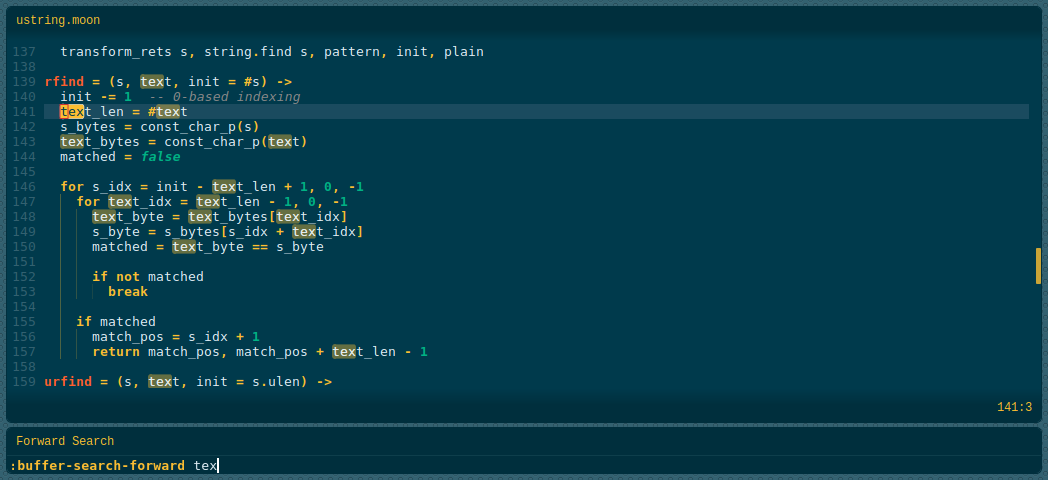 ustring.moon
137 transform_rets s, string.find s, pattern, init, plain
138
139 rfind = (s, text, init = #s) ->
140 init -= 1 -- 0-based indexing
141 text_len = #text
142 s_bytes = const_char_p(s)
143 text_bytes = const_char_p(text)
144 matched = false
145
146 for s_idx = init - text_len + 1, 0, -1
147 for text_idx = text_len - 1, 0, -1
148 text_byte = text_bytes[text_idx]
149 s_byte = s_bytes[s_idx + text_idx]
150 matched = text_byte == s_byte
151
152 if not matched
153 break
154
155 if matched
156 match_pos = s_idx + 1
157 return match_pos, match_pos + text_len - 1
158
159 urfind = (s, text, init = s.ulen) ->
141:3
Forward Search
:buffer-search-forward tex